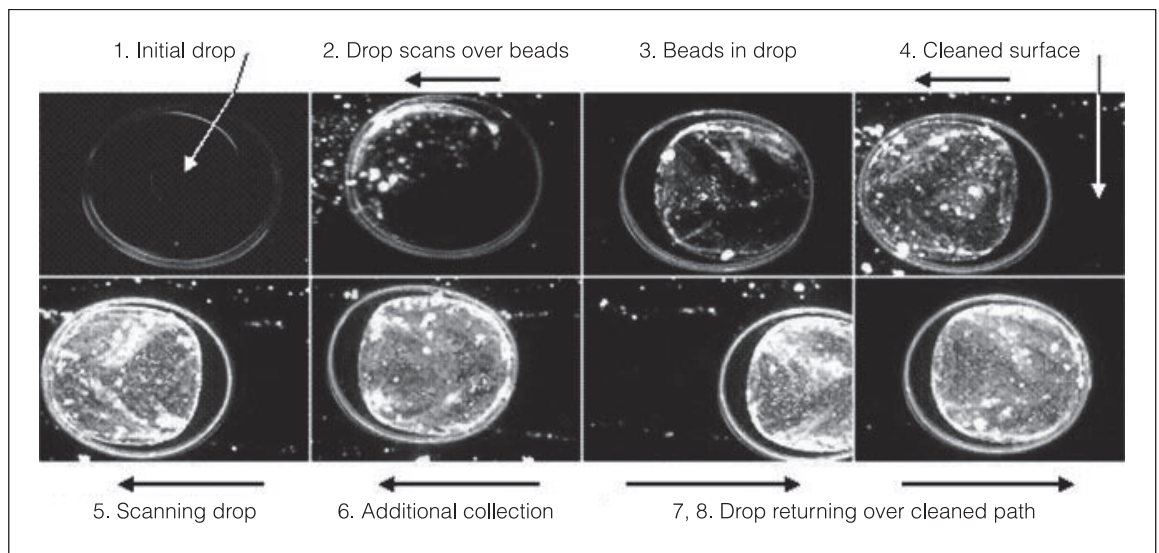 1. Initial drop
2. Drop scans over beads
3. Beads in drop
4. Cleaned surface
5. Scanning drop
6. Additional collection
7, 8. Drop returning over cleaned path